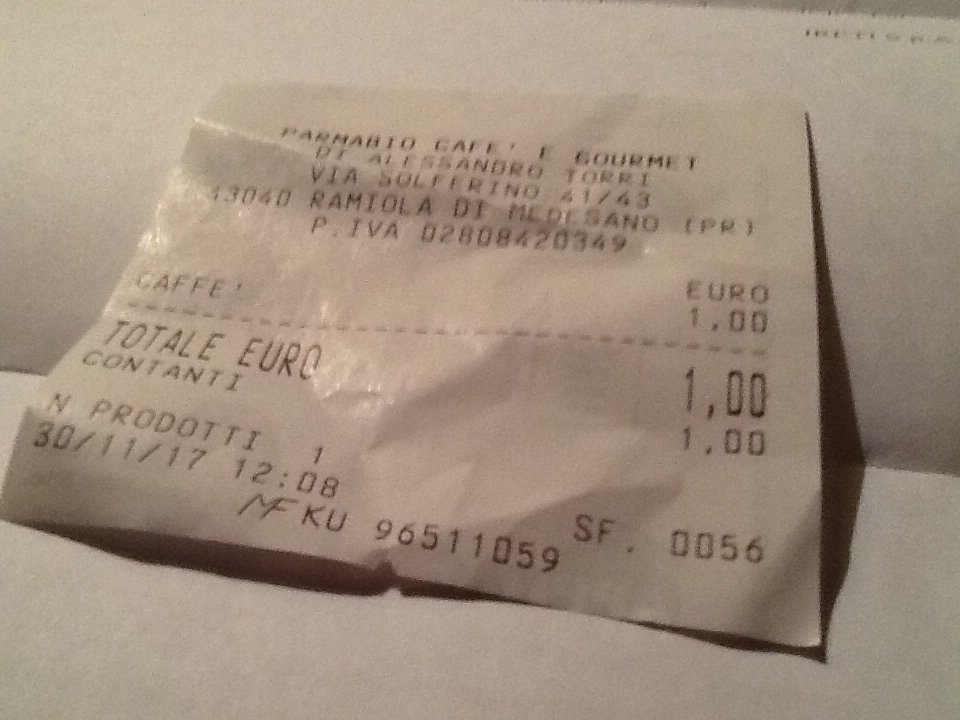 PARMABIO CAFE' E GOURMET
DI ALESSANDRO TORRI
VIA SOLFERINO 41/43
43040 RAMIOLA DI MEDESANO (PR)
P.IVA 02808420349
EURO
CAFFE' 1,00
TOTALE EURO 1,00
CONTANTI 1,00
N PRODOTTI 1
30/11/17 12:08 SF. 0056
MF KU 96511059